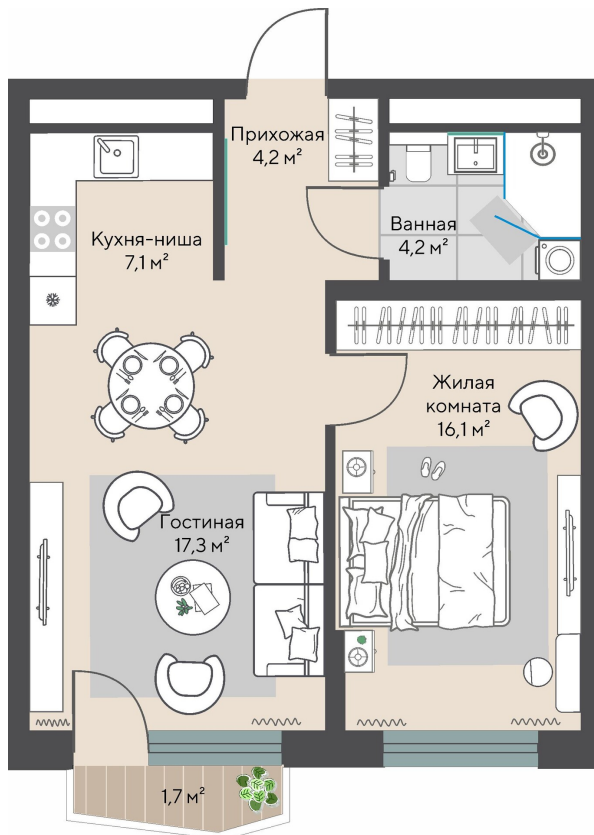 Прихожая
4,2 м²
Ванная
4,2 м²
Кухня-ниша
7,1 м²
Жилая
комната
16,1 м²
Гостиная
17,3 м²
1,7 м²